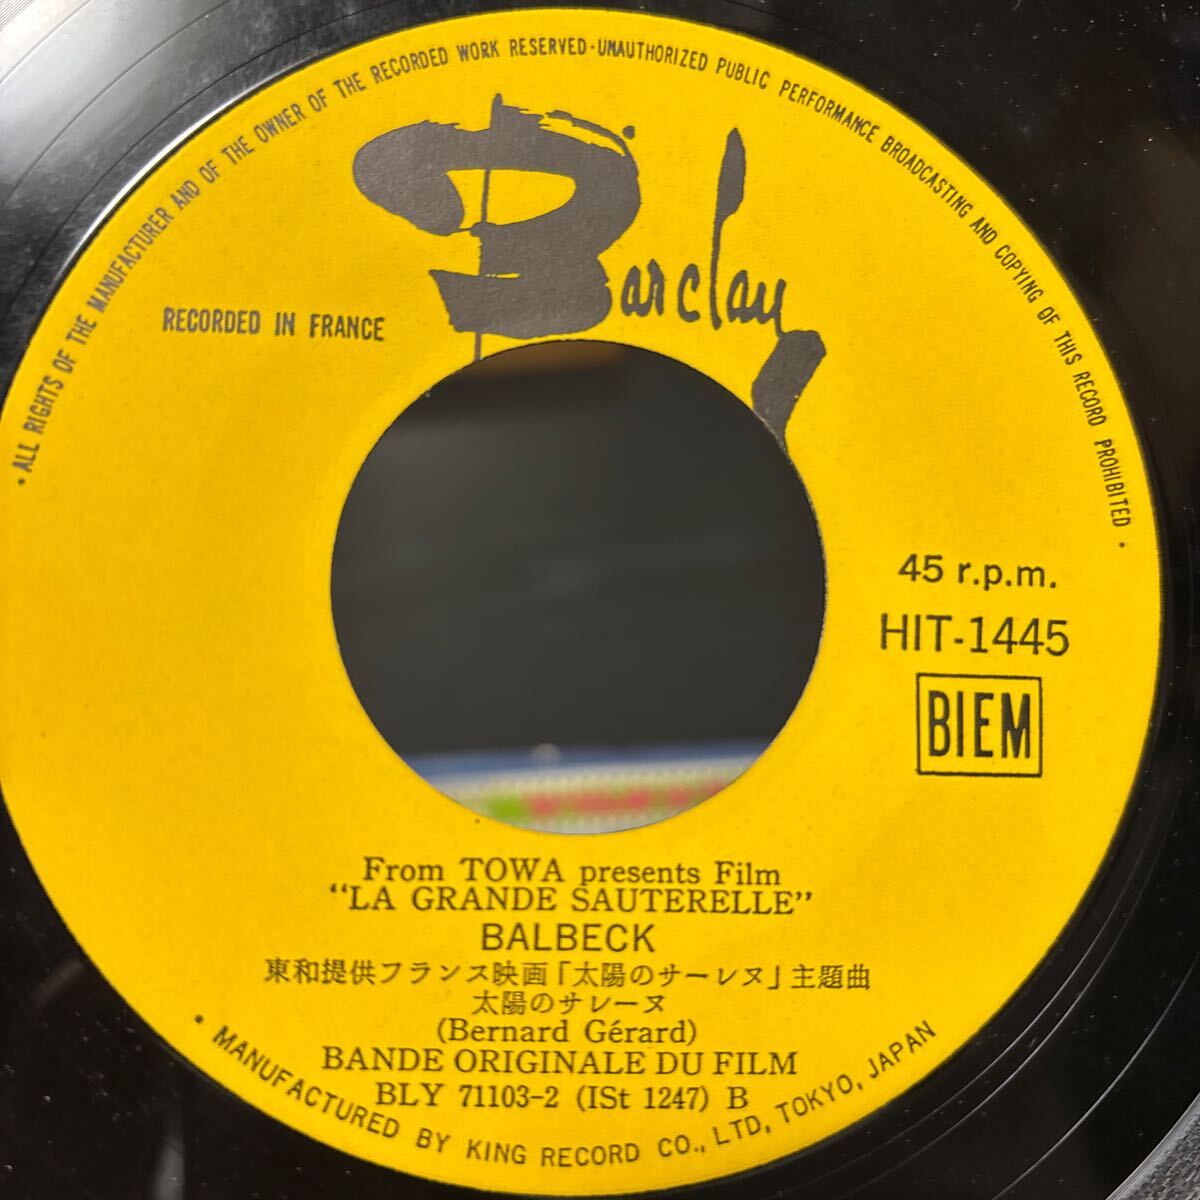 • ALL RIGHTS OF THE MANUFACTURER AND OF THE OWNER OF THE RECORDED WORK RESERVED • UNAUTHORIZED PUBLIC PERFORMANCE BROADCASTING AND COPYING OF THIS RECORD PROHIBITED •
Barclay
RECORDED IN FRANCE
45 r.p.m.
HIT-1445
BIEM
From TOWA presents Film
“LA GRANDE SAUTERELLE”
BALBECK
東和提供フランス映画「太陽のサーレヌ」主題曲
太陽のサレーヌ
(Bernard Gérard)
BANDE ORIGINALE DU FILM
BLY 71103-2 (ISt 1247) B
• MANUFACTURED BY KING RECORD CO., LTD, TOKYO, JAPAN